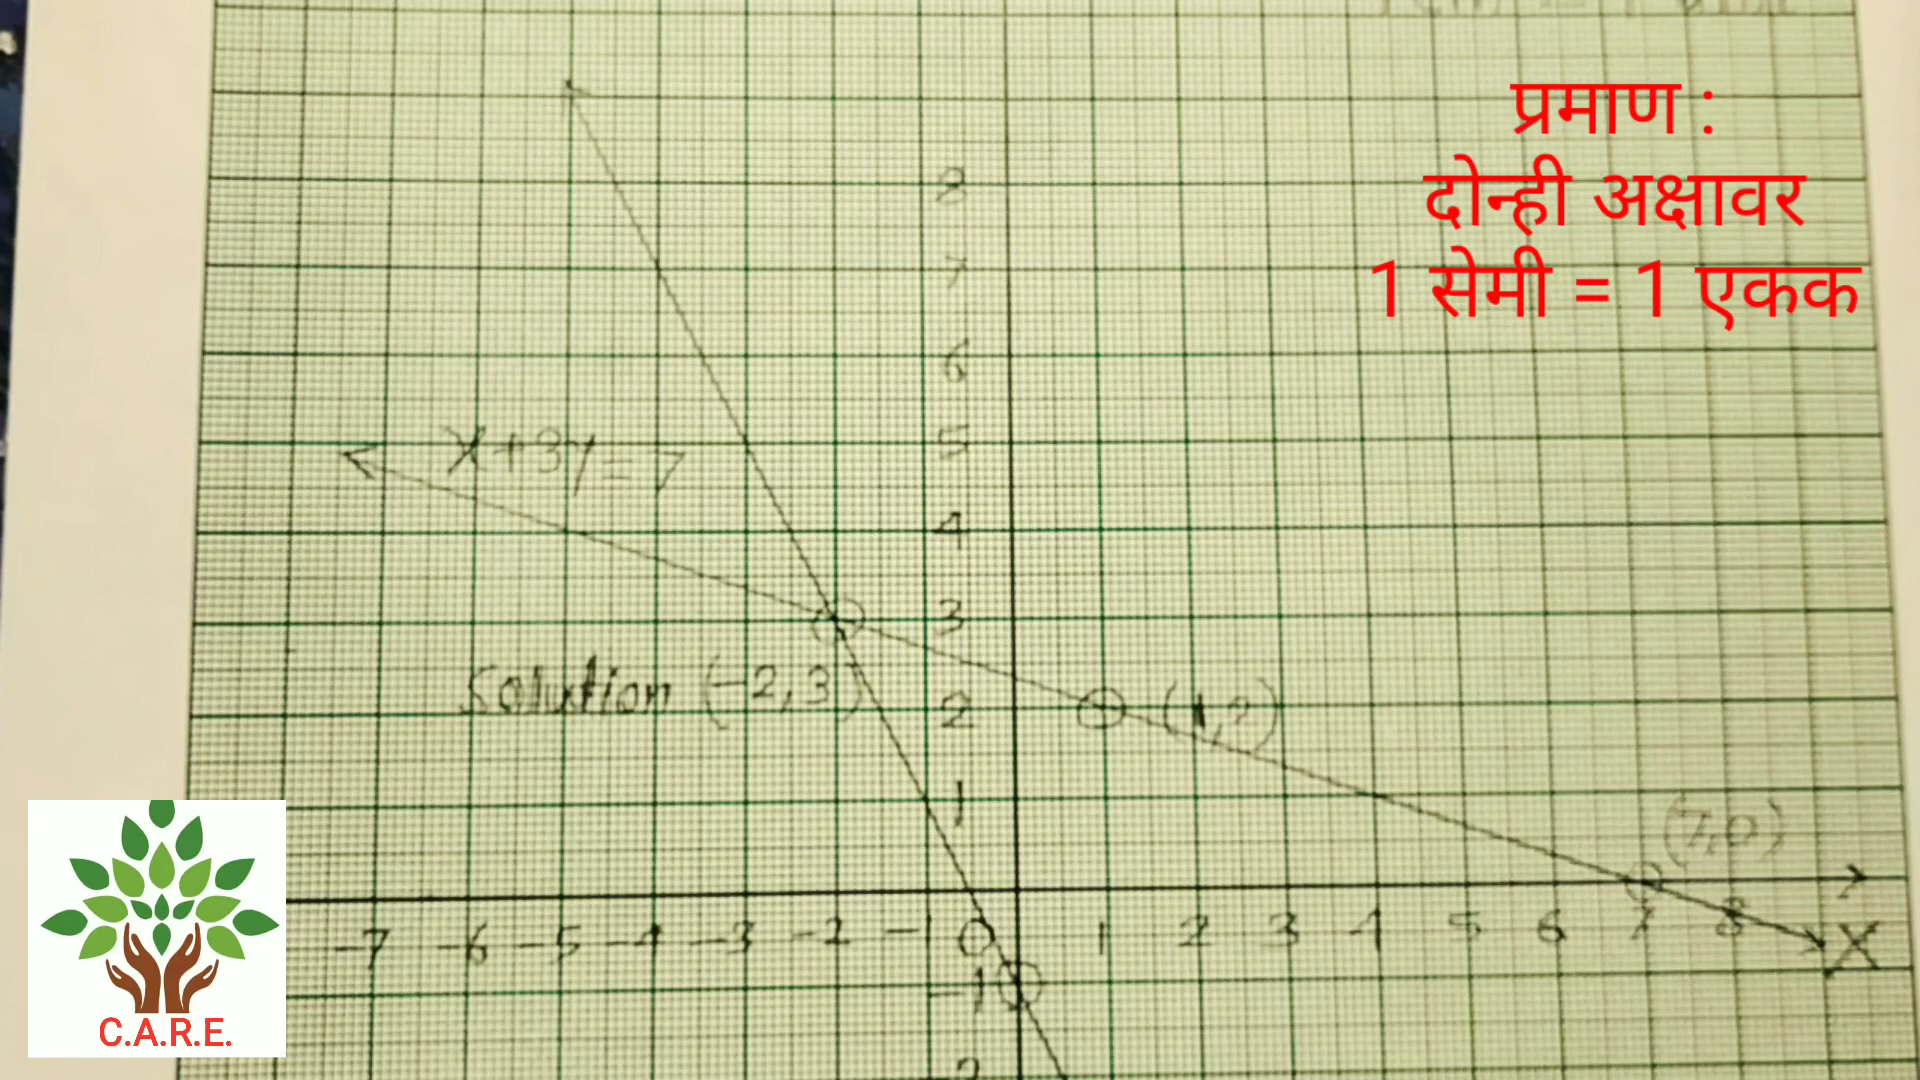 प्रमाण :
दोन्ही अक्षावर
1 सेमी = 1 एकक
8
7
6
x+3y=7
5
4
3
Solution (-2,3)
2
(1,2)
1
(7,0)
-7 -6 -5 -4 -3 -2 -1 0 1 2 3 4 5 6 7 8 X
-1
C.A.R.E.